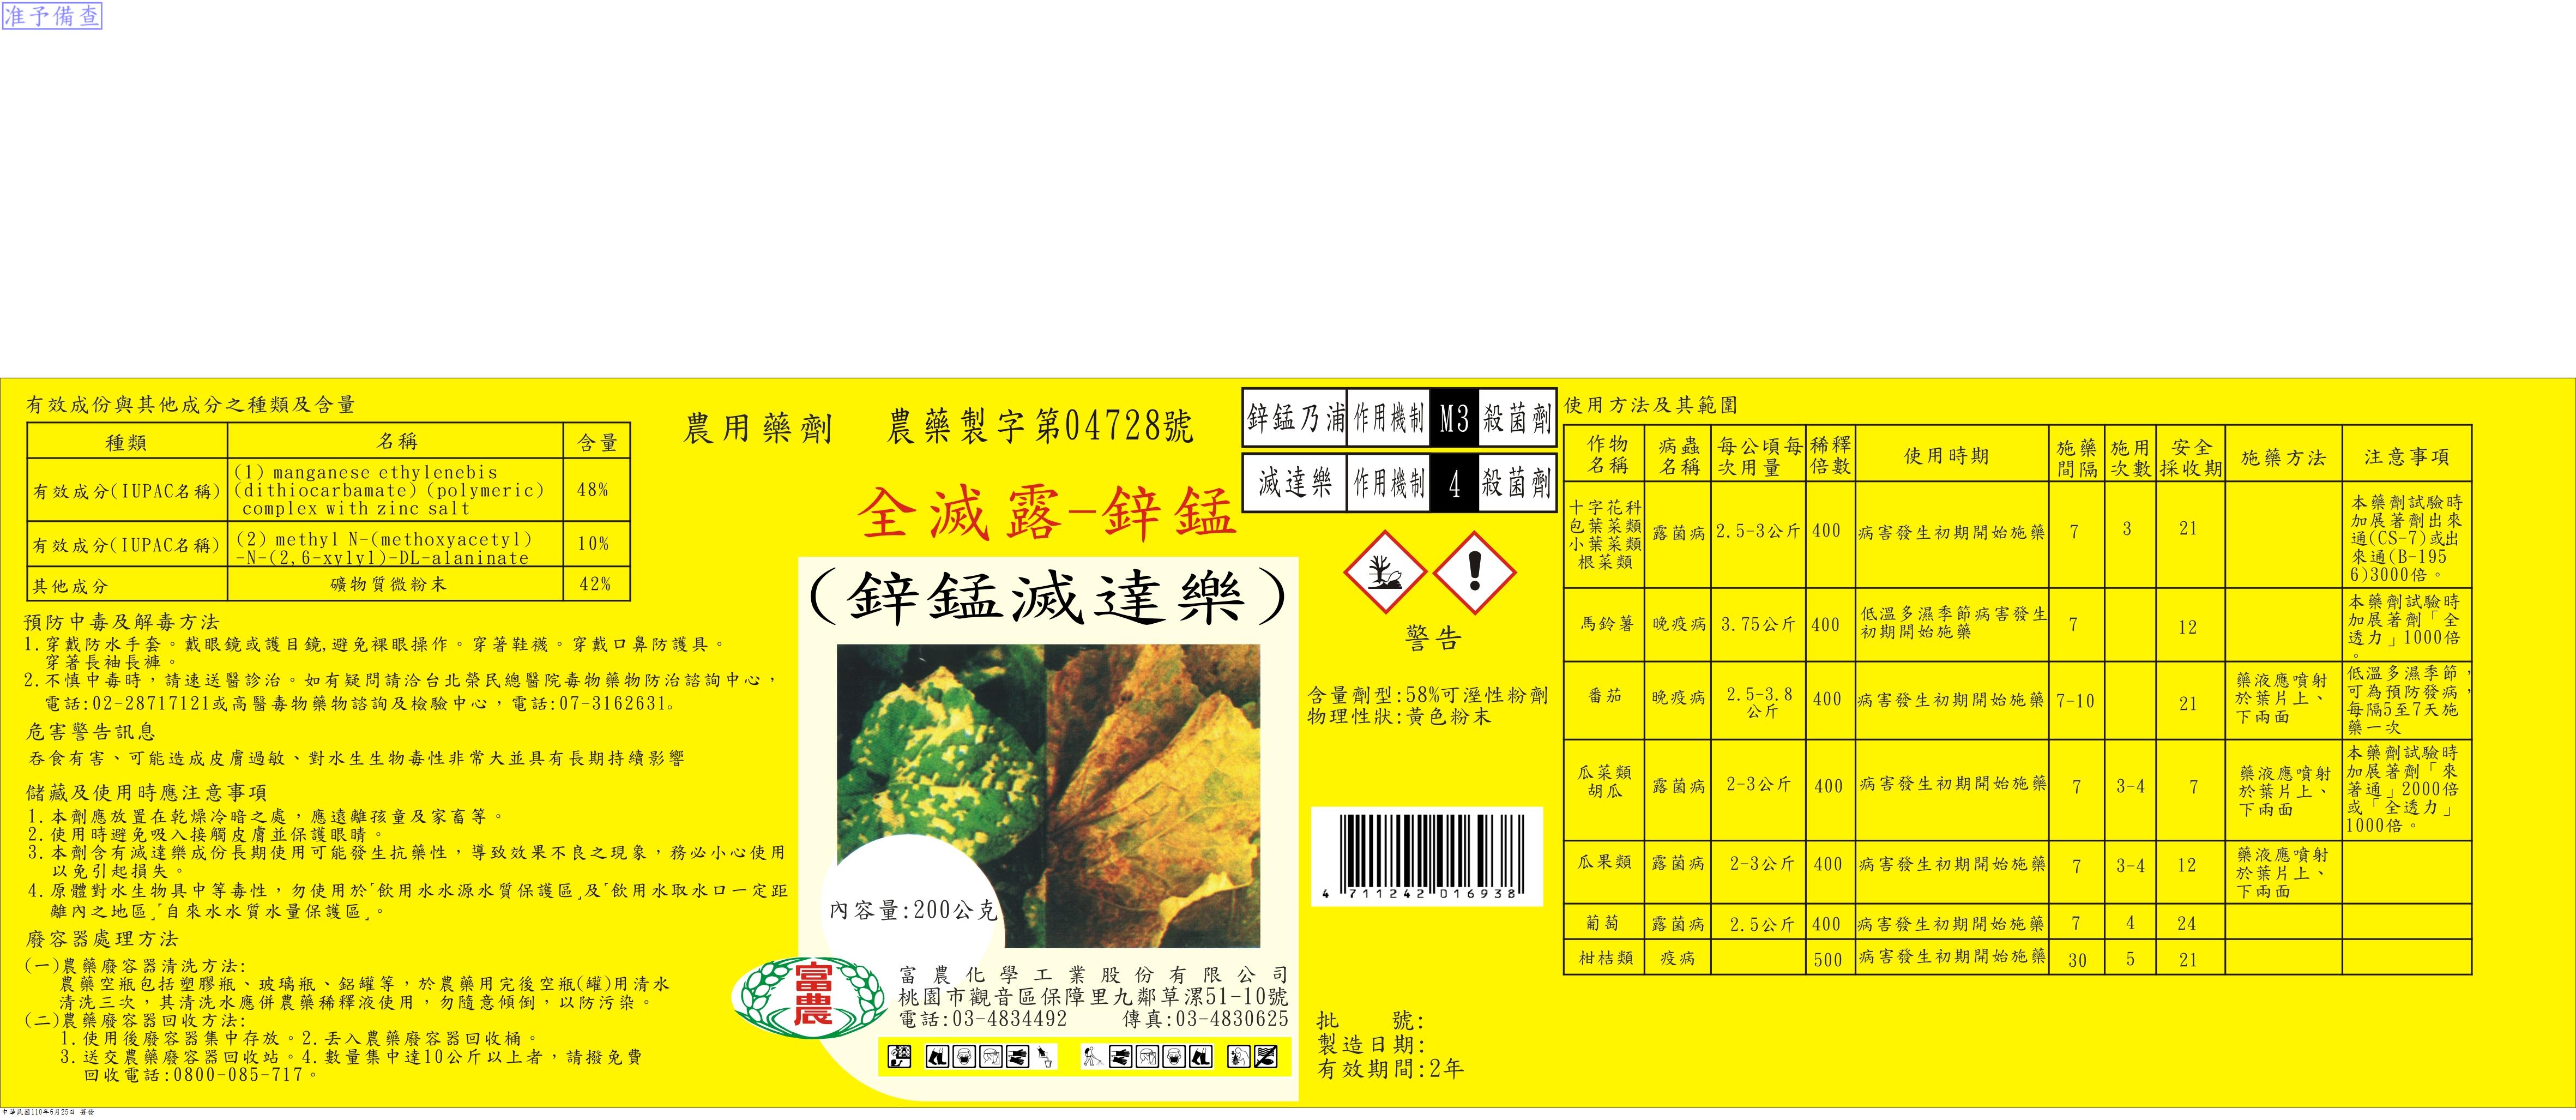 准予備查
有效成份與其他成分之種類及含量
種類 名稱 含量
有效成分(IUPAC名稱) (1) manganese ethylenebis
(dithiocarbamate) (polymeric)
complex with zinc salt 48%
有效成分(IUPAC名稱) (2) methyl N-(methoxyacetyl)
-N-(2,6-xylyl)-DL-alaninate 10%
其他成分 礦物質微粉末 42%
預防中毒及解毒方法
1.穿戴防水手套。戴眼鏡或護目鏡,避免裸眼操作。穿著鞋襪。穿戴口鼻防護具。
穿著長袖長褲。
2.不慎中毒時，請速送醫診治。如有疑問請洽台北榮民總醫院毒物藥物防治諮詢中心，
電話:02-28717121或高醫毒物藥物諮詢及檢驗中心，電話:07-3162631。
危害警告訊息
吞食有害、可能造成皮膚過敏、對水生生物毒性非常大並具有長期持續影響
儲藏及使用時應注意事項
1.本劑應放置在乾燥冷暗之處，應遠離孩童及家畜等。
2.使用時避免吸入接觸皮膚並保護眼睛。
3.本劑含有滅達樂成份長期使用可能發生抗藥性，導致效果不良之現象，務必小心使用
以免引起損失。
4.原體對水生物具中等毒性，勿使用於「飲用水水源水質保護區」及「飲用水取水口一定距
離內之地區」「自來水水質水量保護區」。
廢容器處理方法
(一)農藥廢容器清洗方法:
農藥空瓶包括塑膠瓶、玻璃瓶、鋁罐等，於農藥用完後空瓶(罐)用清水
清洗三次，其清洗水應併農藥稀釋液使用，勿隨意傾倒，以防污染。
(二)農藥廢容器回收方法:
1.使用後廢容器集中存放。2.丟入農藥廢容器回收桶。
3.送交農藥廢容器回收站。4.數量集中達10公斤以上者，請撥免費
回收電話:0800-085-717。
農用藥劑 農藥製字第04728號
鋅錳乃浦 作用機制 M3 殺菌劑
滅達樂 作用機制 4 殺菌劑
全滅露-鋅錳
(鋅錳滅達樂)
內容量:200公克
富農
富農化學工業股份有限公司
桃園市觀音區保障里九鄰草漯51-10號
電話:03-4834492 傳真:03-4830625
警告
含量劑型:58%可溼性粉劑
物理性狀:黃色粉末
4 711242 016938
批 號:
製造日期:
有效期間:2年
使用方法及其範圍
作物名稱 病蟲名稱 每公頃每次用量 稀釋倍數 使用時期 施藥間隔 施用次數 安全採收期 施藥方法 注意事項
十字花科
包葉菜類
小葉菜類
根菜類 露菌病 2.5-3公斤 400 病害發生初期開始施藥 7 3 21
本藥劑試驗時
加展著劑出來
通(CS-7)或出
來通(B-195
6)3000倍。
馬鈴薯 晚疫病 3.75公斤 400 低溫多濕季節病害發生
初期開始施藥 7 12
本藥劑試驗時
加展著劑「全
透力」1000倍
。
番茄 晚疫病 2.5-3.8
公斤 400 病害發生初期開始施藥 7-10 21
藥液應噴射
於葉片上、
下兩面
低溫多濕季節，
可為預防發病，
每隔5至7天施
藥一次
瓜菜類
胡瓜 露菌病 2-3公斤 400 病害發生初期開始施藥 7 3-4 7
藥液應噴射
於葉片上、
下兩面
本藥劑試驗時
加展著劑「來
著通」2000倍
或「全透力」
1000倍。
瓜果類 露菌病 2-3公斤 400 病害發生初期開始施藥 7 3-4 12
藥液應噴射
於葉片上、
下兩面
葡萄 露菌病 2.5公斤 400 病害發生初期開始施藥 7 4 24
柑桔類 疫病 500 病害發生初期開始施藥 30 5 21
中華民國110年6月25日 簽發